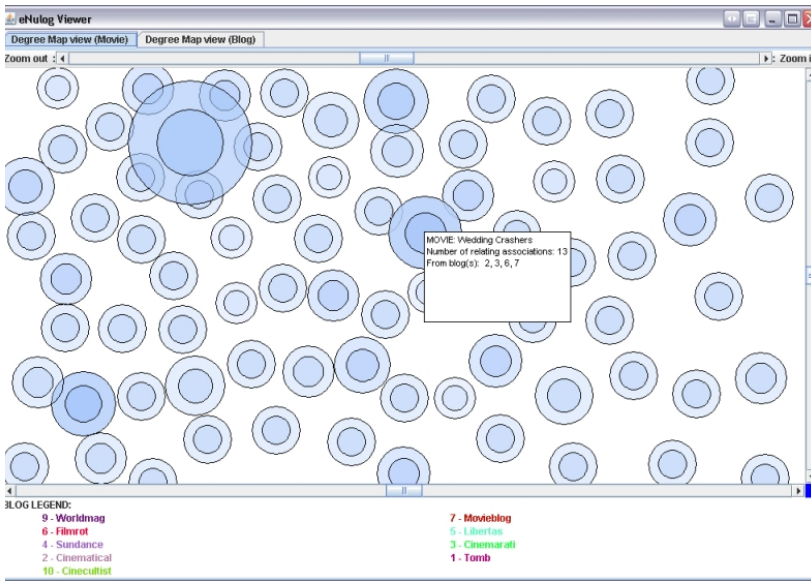 eNulog Viewer
Degree Map view (Movie) Degree Map view (Blog)
Zoom out : : Zoom i
MOVIE: Wedding Crashers
Number of relating associations: 13
From blog(s): 2, 3, 6, 7
BLOG LEGEND:
9 - Worldmag
6 - Filmrot
4 - Sundance
2 - Cinematical
10 - Cinecultist
7 - Movieblog
5 - Libertas
3 - Cinemarati
1 - Tomb